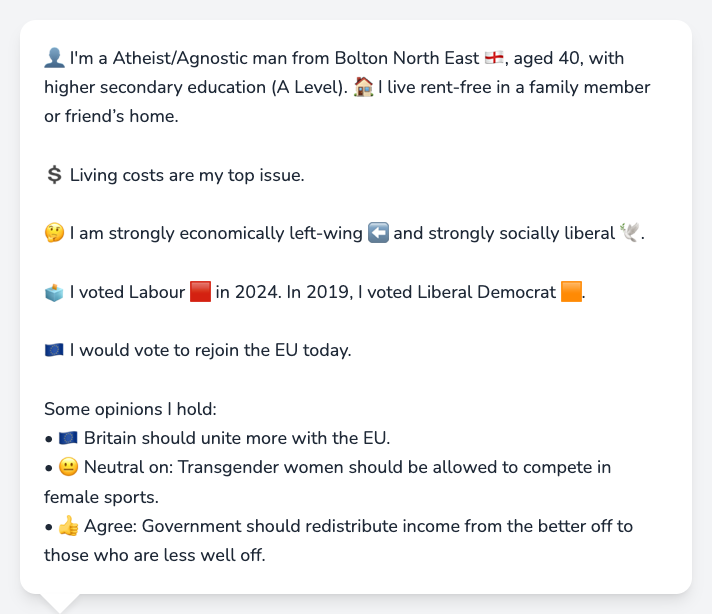 👤 I'm a Atheist/Agnostic man from Bolton North East 🏴󠁧󠁢󠁥󠁮󠁧󠁿, aged 40, with
higher secondary education (A Level). 🏠 I live rent-free in a family member
or friend’s home.
💲 Living costs are my top issue.
🤔 I am strongly economically left-wing ⬅️ and strongly socially liberal 🕊️.
🗳️ I voted Labour 🟥 in 2024. In 2019, I voted Liberal Democrat 🟧.
🇪🇺 I would vote to rejoin the EU today.
Some opinions I hold:
• 🇪🇺 Britain should unite more with the EU.
• 😐 Neutral on: Transgender women should be allowed to compete in
female sports.
• 👍 Agree: Government should redistribute income from the better off to
those who are less well off.